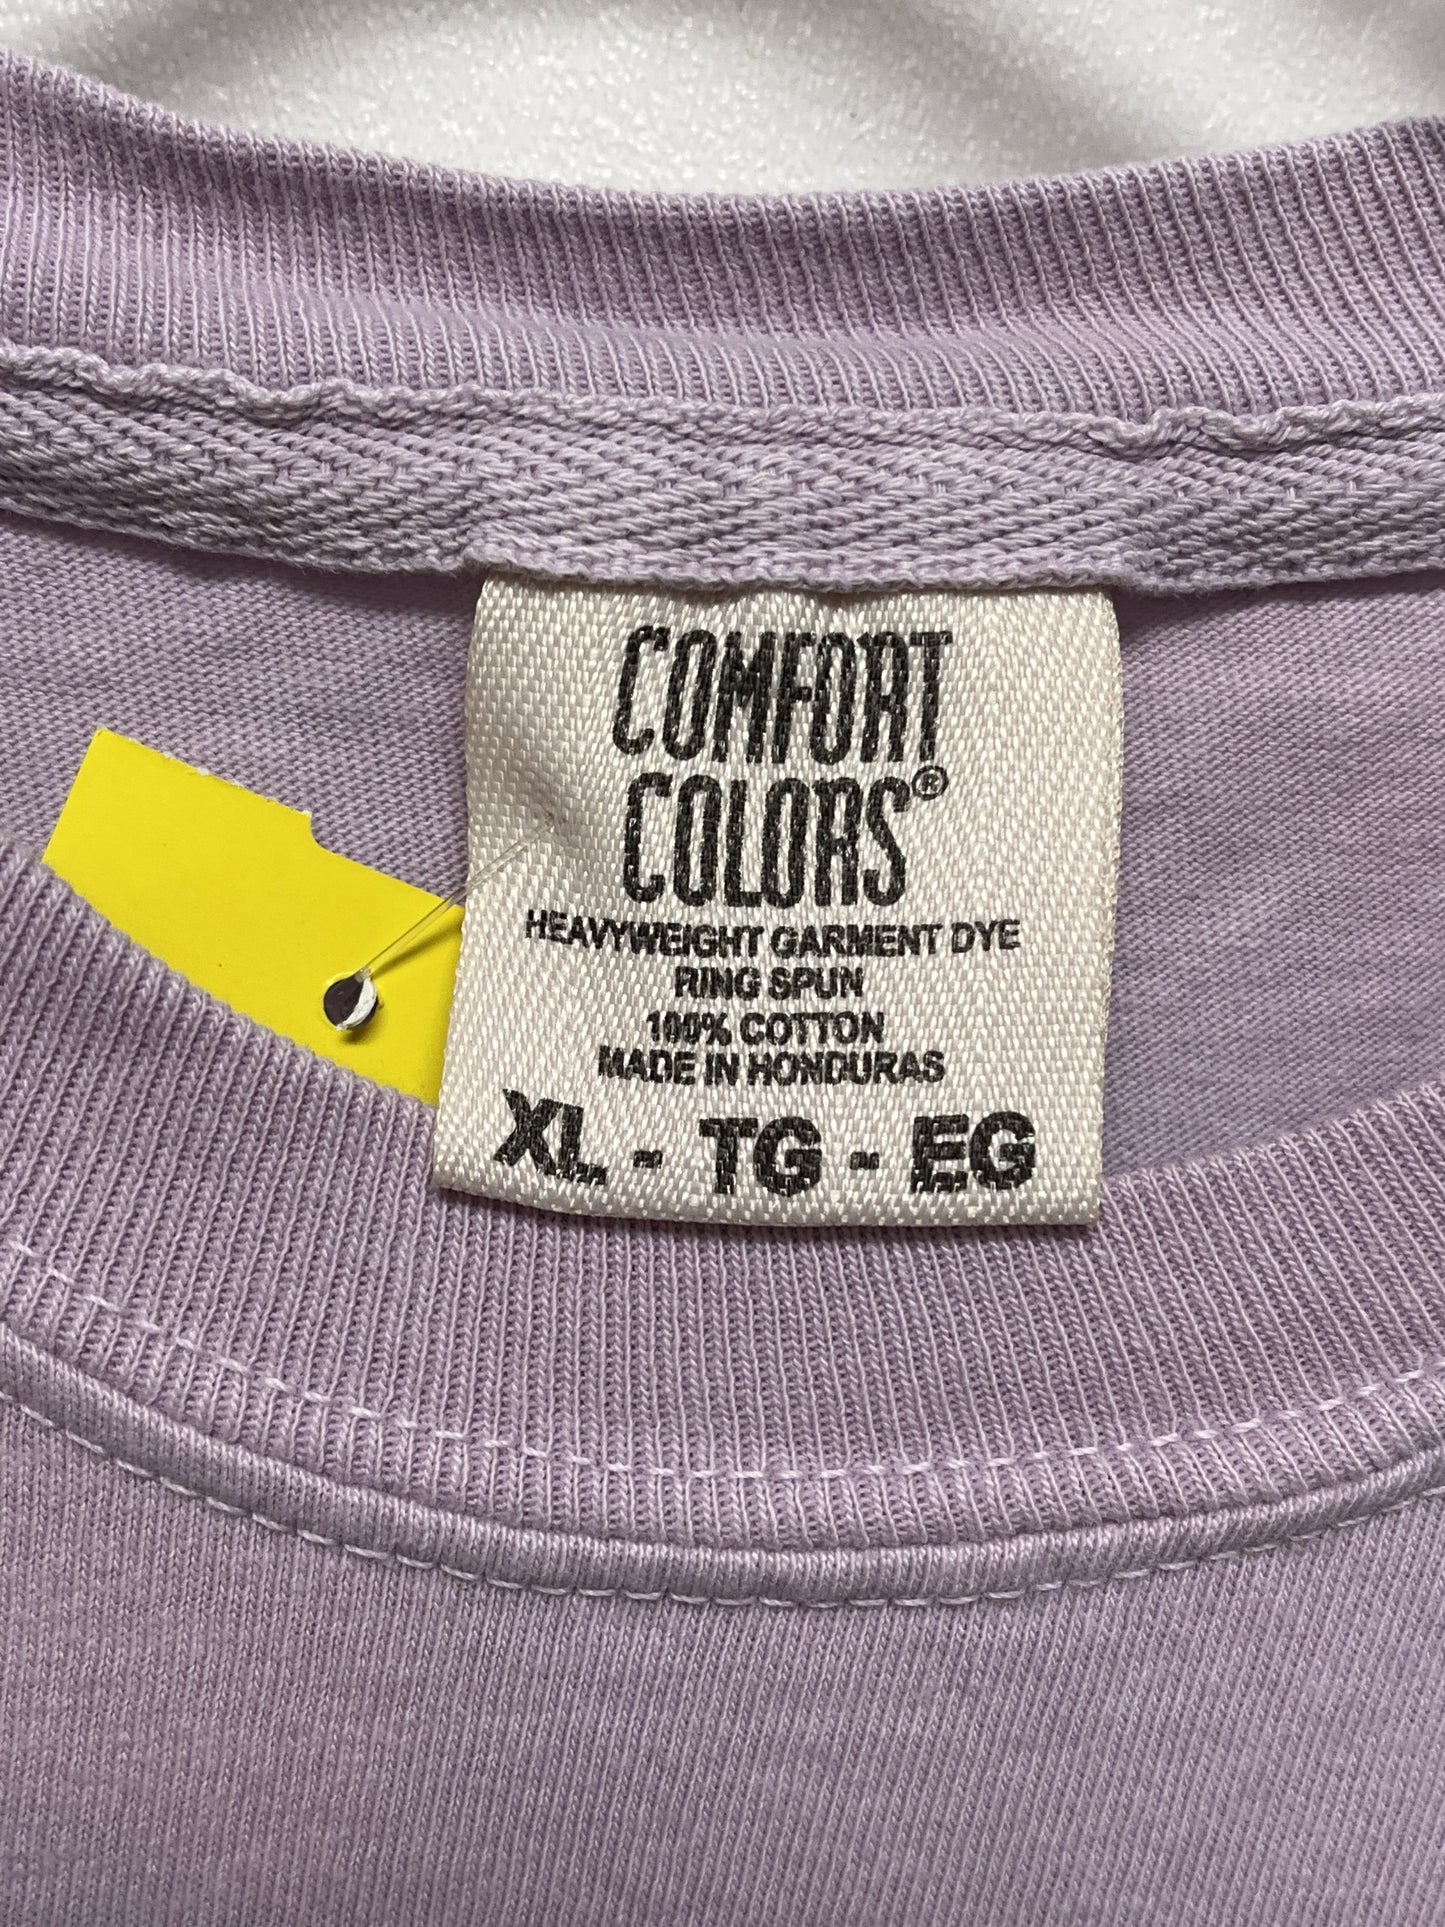 COMFORT
COLORS®
HEAVYWEIGHT GARMENT DYE
RING SPUN
100% COTTON
MADE IN HONDURAS
XL - TG - EG